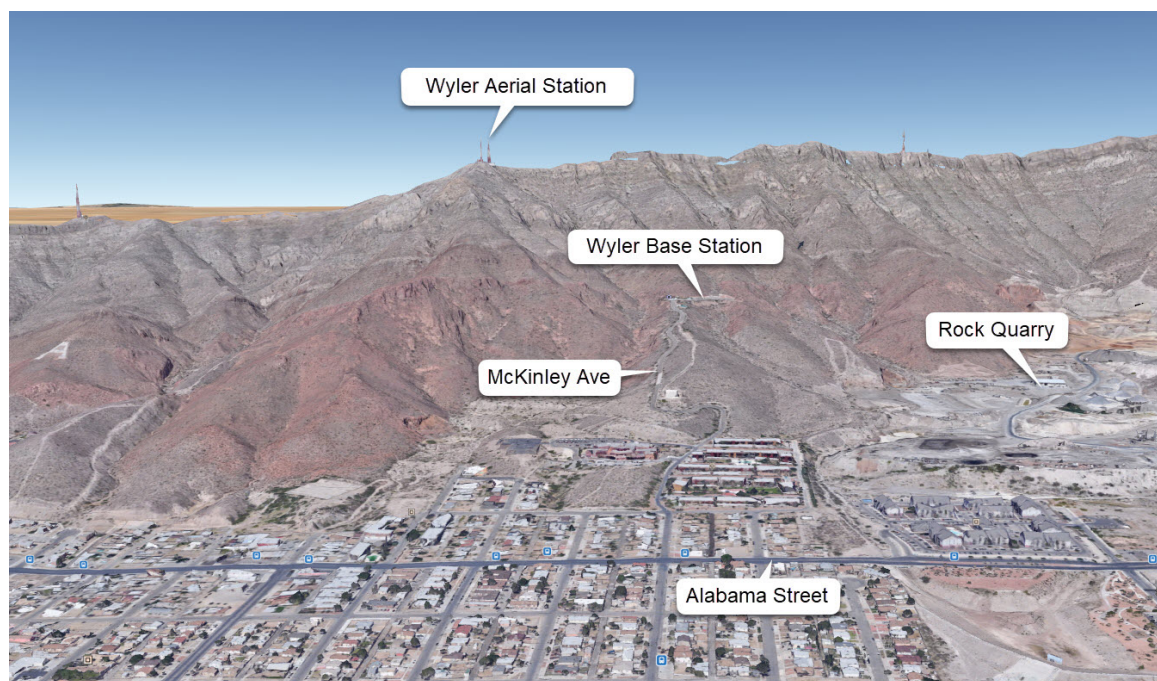 Wyler Aerial Station
Wyler Base Station
Rock Quarry
McKinley Ave
Alabama Street
A